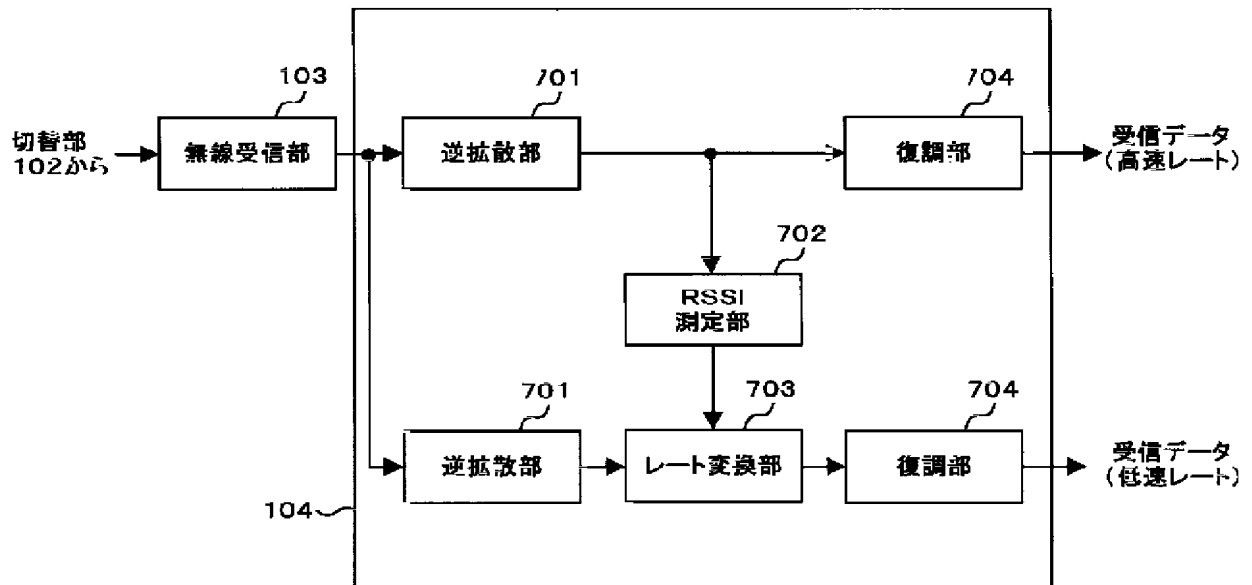 103
701
704
切替部
102から
無線受信部
逆拡散部
復調部
受信データ
(高速レート)
702
RSSI
測定部
701
703
704
逆拡散部
レート変換部
復調部
受信データ
(低速レート)
104